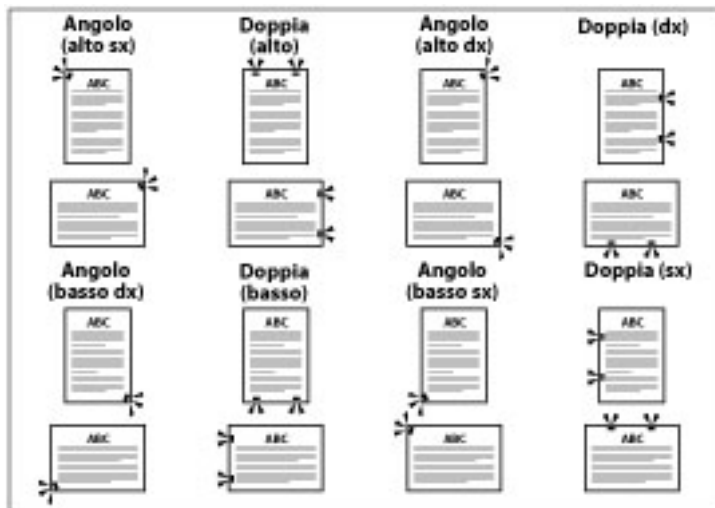 Angolo
(alto sx)
Doppia
(alto)
Angolo
(alto dx)
Doppia (dx)
ABC
ABC
ABC
ABC
ABC
ABC
ABC
ABC
Angolo
(basso dx)
Doppia
(basso)
Angolo
(basso sx)
Doppia (sx)
ABC
ABC
ABC
ABC
ABC
ABC
ABC
ABC